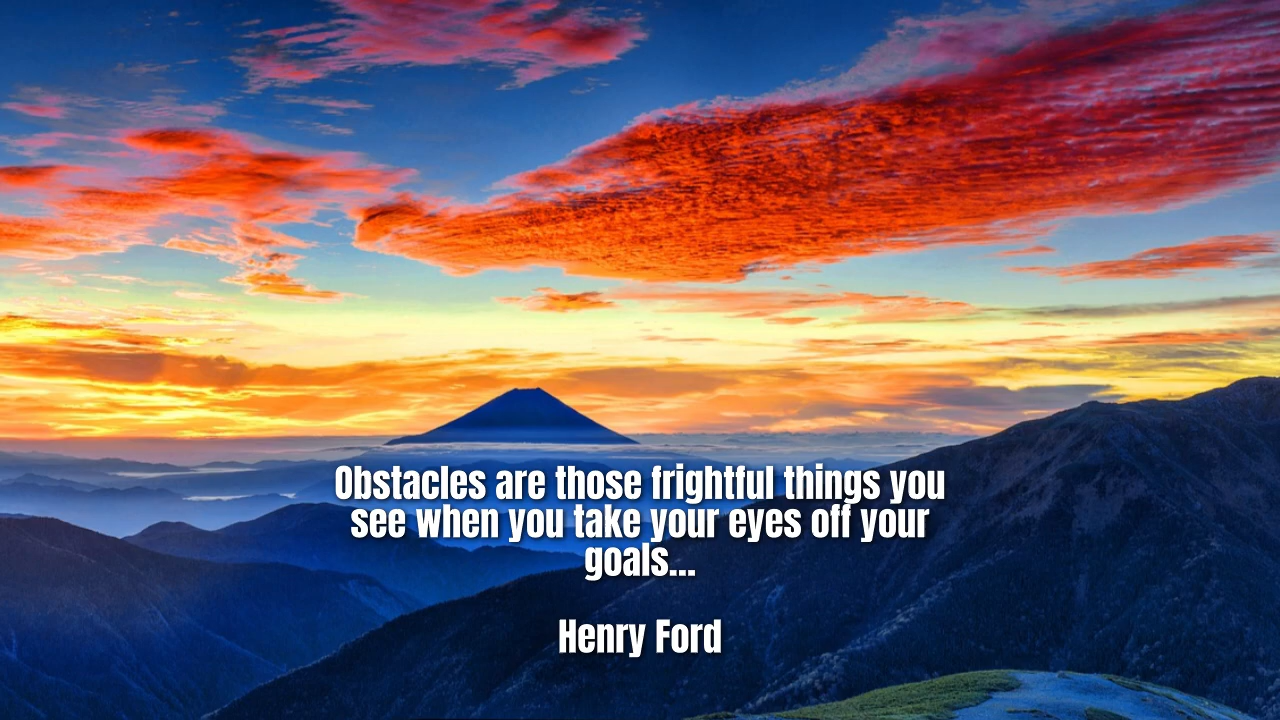 Obstacles are those frightful things you
see when you take your eyes off your
goals...
Henry Ford